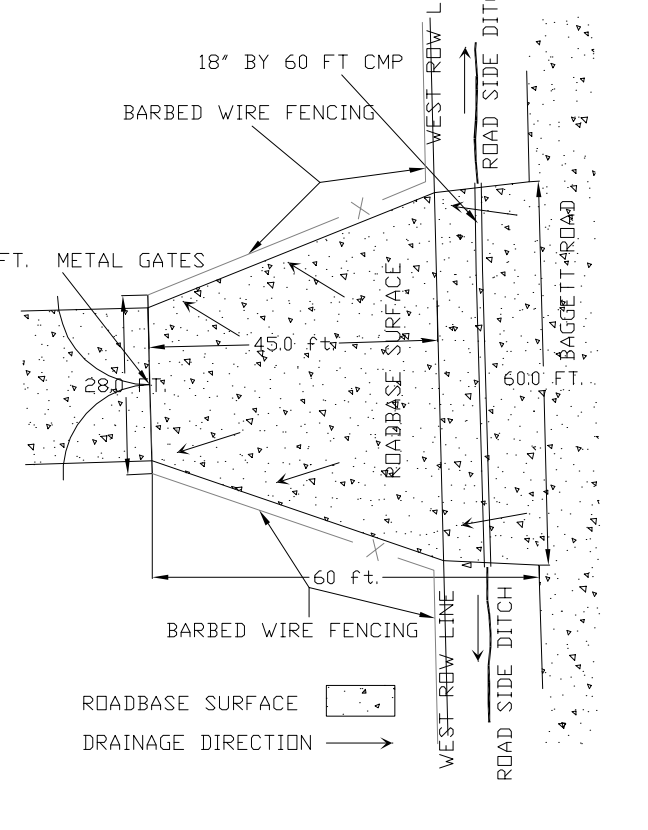 WEST ROW L
ROAD SIDE DITC
18" BY 60 FT CMP
BARBED WIRE FENCING
FT. METAL GATES
BAGGETT ROAD
ROADBASE SURFACE
45.0 ft.
28.0 FT.
60.0 FT.
60 ft.
BARBED WIRE FENCING
WEST ROW LINE
ROAD SIDE DITCH
ROADBASE SURFACE
DRAINAGE DIRECTION